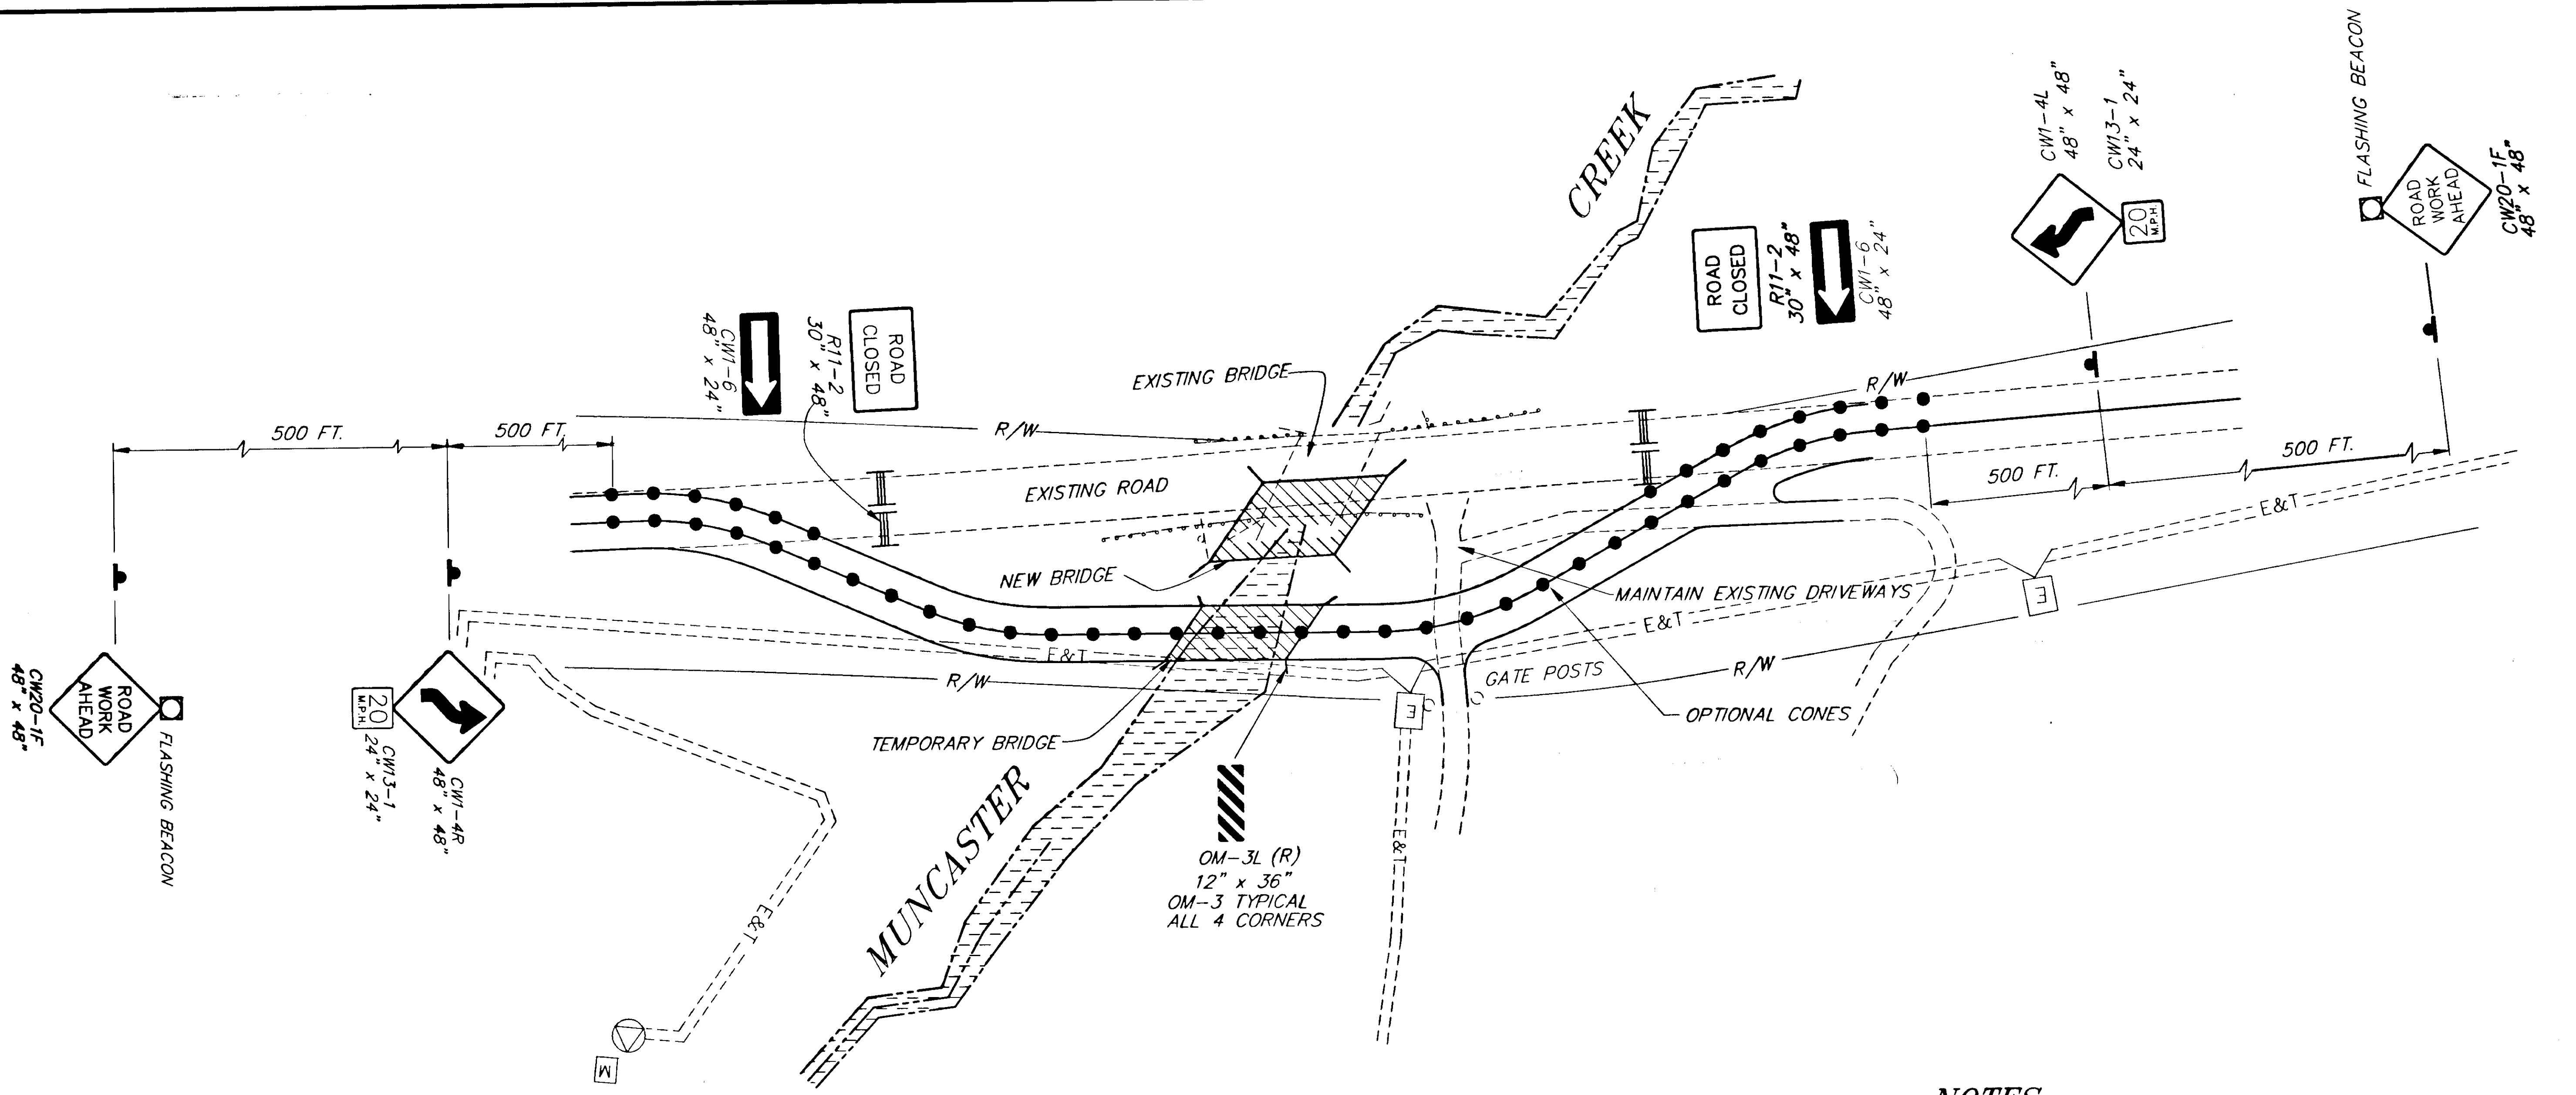 FLASHING BEACON
ROAD
WORK
AHEAD
CW20-1F
48" x 48"
CW1-4L
48" x 48"
CW13-1
24" x 24"
20
M.P.H.
CREEK
ROAD
CLOSED
R11-2
30" x 48"
CW1-6
48" x 24"
CW1-6
48" x 24"
R11-2
30" x 48"
ROAD
CLOSED
EXISTING BRIDGE
R/W
R/W
500 FT.
500 FT.
500 FT.
500 FT.
EXISTING ROAD
E&T
NEW BRIDGE
MAINTAIN EXISTING DRIVEWAYS
E
E&T
E&T
R/W
GATE POSTS
R/W
E
OPTIONAL CONES
TEMPORARY BRIDGE
CW20-1F
48" x 48"
ROAD
WORK
AHEAD
FLASHING BEACON
20
M.P.H.
CW13-1
24" x 24"
CW1-4R
48" x 48"
MUNCASTER
OM-3L (R)
12" x 36"
OM-3 TYPICAL
ALL 4 CORNERS
E&T
E&T
M
NOTES